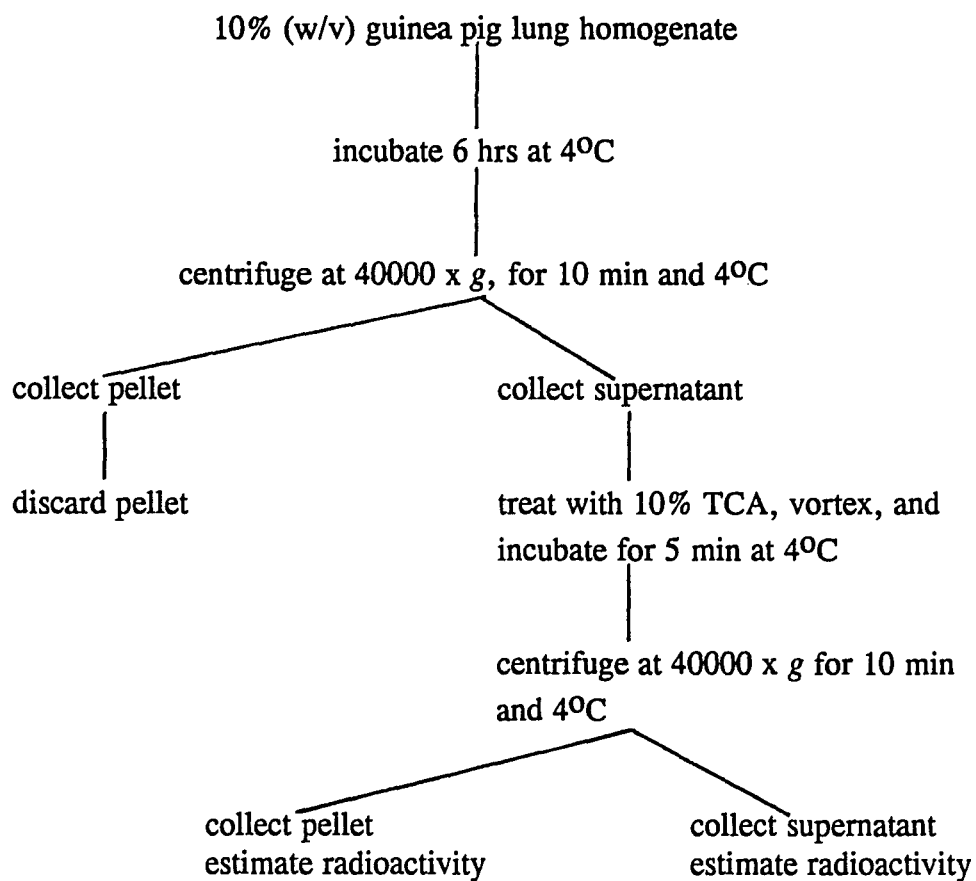 10% (w/v) guinea pig lung homogenate
incubate 6 hrs at 4°C
centrifuge at 40000 x g, for 10 min and 4°C
collect pellet
discard pellet
collect supernatant
treat with 10% TCA, vortex, and
incubate for 5 min at 4°C
centrifuge at 40000 x g for 10 min
and 4°C
collect pellet
estimate radioactivity
collect supernatant
estimate radioactivity